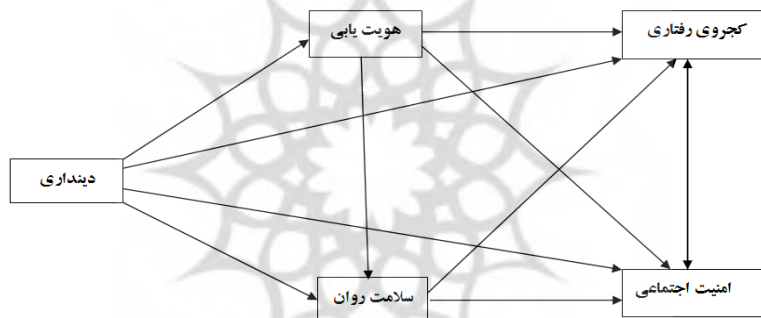 هویت یابی
کجروی رفتاری
دینداری
سلامت روان
امنیت اجتماعی